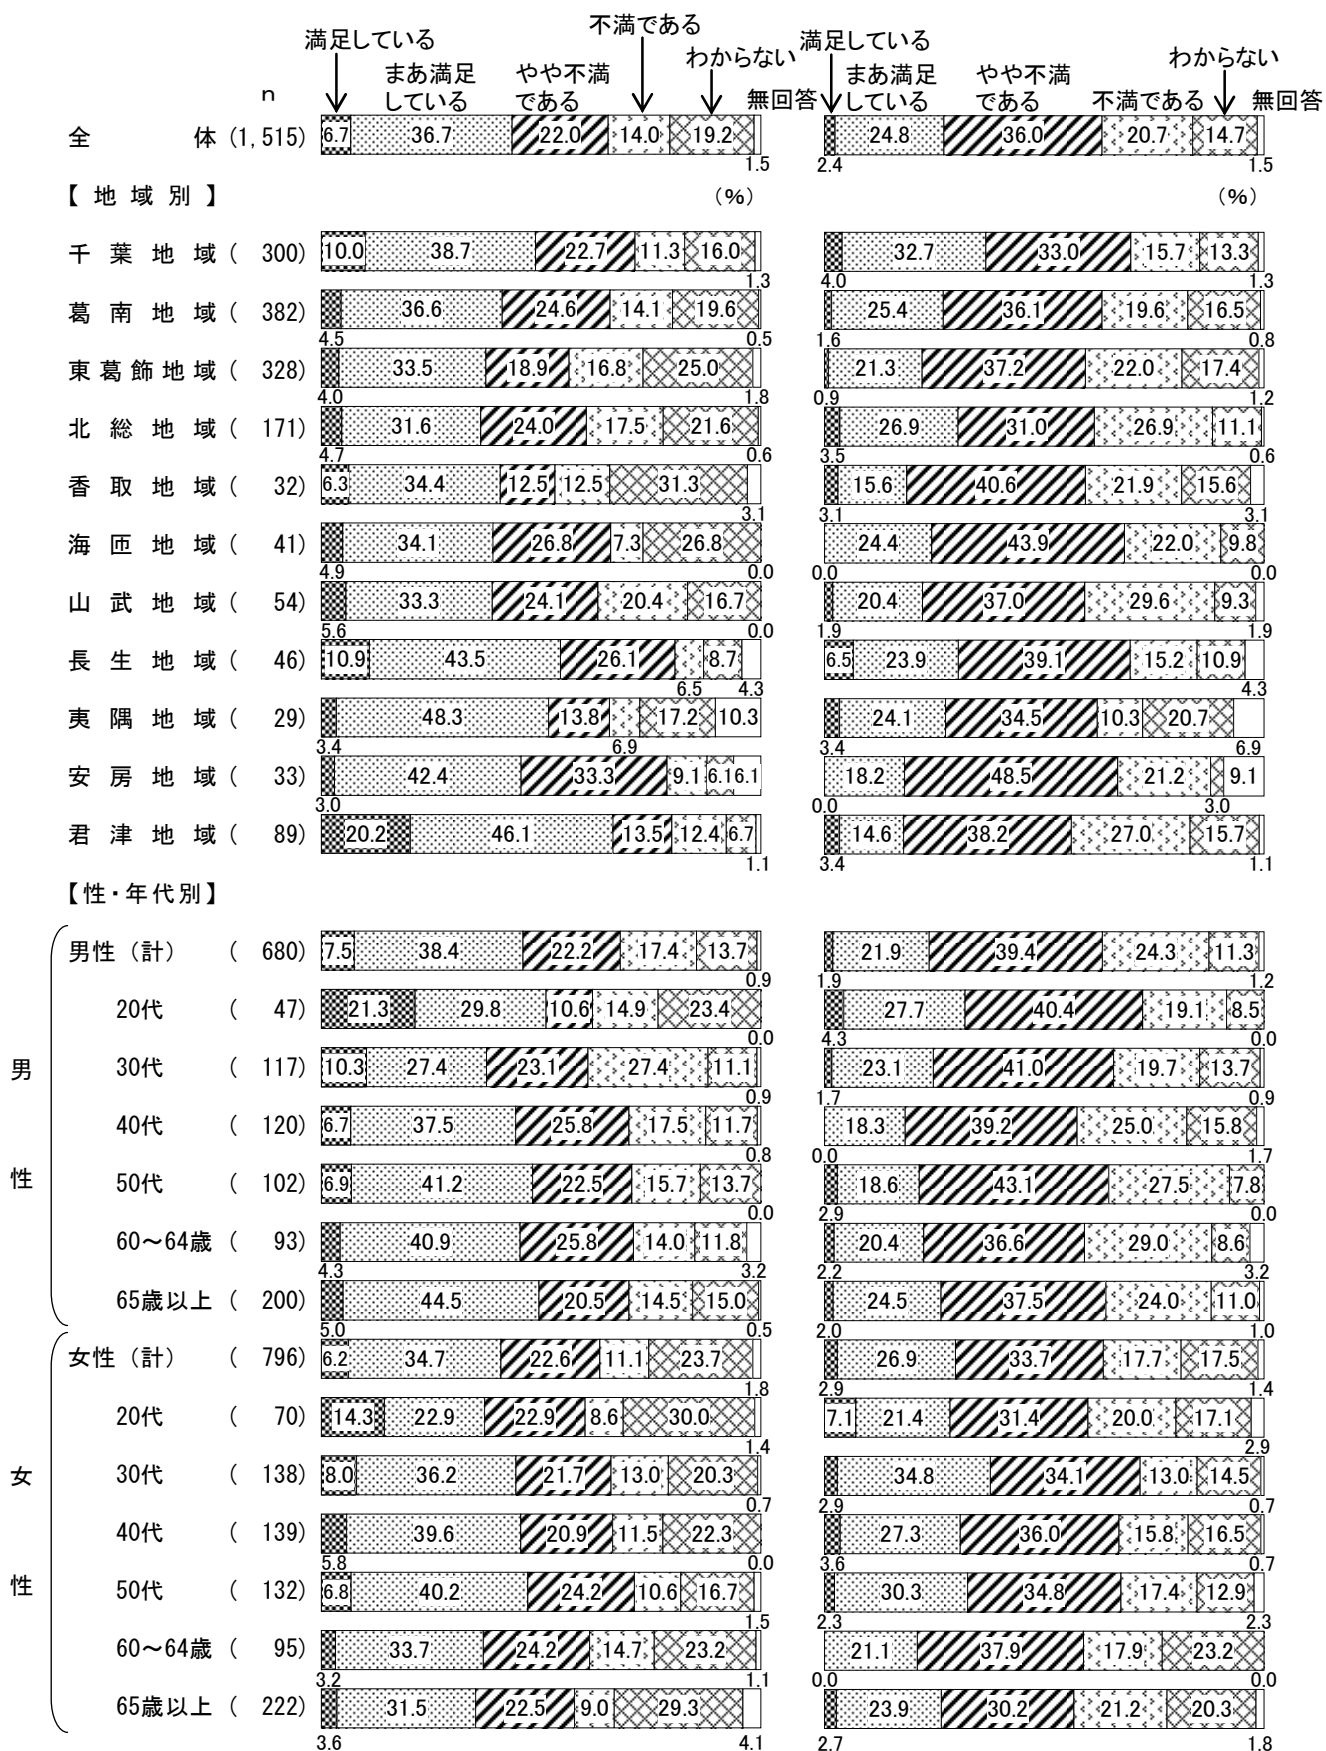 満足している 不満である 満足している
わからない わからない
まあ満足 やや不満 まあ満足 やや不満
n している である 無回答 している である 不満である 無回答
全 体 (1,515) 6.7 36.7 22.0 14.0 19.2 24.8 36.0 20.7 14.7
1.5 2.4 1.5
【 地 域 別 】 (%) (%)
千 葉 地 域 ( 300) 10.0 38.7 22.7 11.3 16.0 32.7 33.0 15.7 13.3
1.3 4.0 1.3
葛 南 地 域 ( 382) 36.6 24.6 14.1 19.6 25.4 36.1 19.6 16.5
4.5 0.5 1.6 0.8
東 葛 飾 地 域 ( 328) 33.5 18.9 16.8 25.0 21.3 37.2 22.0 17.4
4.0 1.8 0.9 1.2
北 総 地 域 ( 171) 31.6 24.0 17.5 21.6 26.9 31.0 26.9 11.1
4.7 0.6 3.5 0.6
香 取 地 域 ( 32) 6.3 34.4 12.5 12.5 31.3 15.6 40.6 21.9 15.6
3.1 3.1 3.1
海 匝 地 域 ( 41) 34.1 26.8 7.3 26.8 24.4 43.9 22.0 9.8
4.9 0.0 0.0 0.0
山 武 地 域 ( 54) 33.3 24.1 20.4 16.7 20.4 37.0 29.6 9.3
5.6 0.0 1.9 1.9
長 生 地 域 ( 46) 10.9 43.5 26.1 8.7 6.5 23.9 39.1 15.2 10.9
6.5 4.3 4.3
夷 隅 地 域 ( 29) 48.3 13.8 17.2 10.3 24.1 34.5 10.3 20.7
3.4 6.9 3.4 6.9
安 房 地 域 ( 33) 42.4 33.3 9.1 6.1 6.1 18.2 48.5 21.2 9.1
3.0 0.0 3.0
君 津 地 域 ( 89) 20.2 46.1 13.5 12.4 6.7 14.6 38.2 27.0 15.7
1.1 3.4 1.1
【性・年代別】
男性（計） ( 680) 7.5 38.4 22.2 17.4 13.7 21.9 39.4 24.3 11.3
0.9 1.9 1.2
20代 ( 47) 21.3 29.8 10.6 14.9 23.4 27.7 40.4 19.1 8.5
0.0 4.3 0.0
男
30代 ( 117) 10.3 27.4 23.1 27.4 11.1 23.1 41.0 19.7 13.7
0.9 1.7 0.9
40代 ( 120) 6.7 37.5 25.8 17.5 11.7 18.3 39.2 25.0 15.8
0.8 0.0 1.7
性
50代 ( 102) 6.9 41.2 22.5 15.7 13.7 18.6 43.1 27.5 7.8
0.0 2.9 0.0
60～64歳 ( 93) 40.9 25.8 14.0 11.8 20.4 36.6 29.0 8.6
4.3 3.2 2.2 3.2
65歳以上 ( 200) 44.5 20.5 14.5 15.0 24.5 37.5 24.0 11.0
5.0 0.5 2.0 1.0
女性（計） ( 796) 6.2 34.7 22.6 11.1 23.7 26.9 33.7 17.7 17.5
1.8 2.9 1.4
20代 ( 70) 14.3 22.9 22.9 8.6 30.0 7.1 21.4 31.4 20.0 17.1
1.4 2.9
女
30代 ( 138) 8.0 36.2 21.7 13.0 20.3 34.8 34.1 13.0 14.5
0.7 2.9 0.7
40代 ( 139) 39.6 20.9 11.5 22.3 27.3 36.0 15.8 16.5
5.8 0.0 3.6 0.7
性
50代 ( 132) 6.8 40.2 24.2 10.6 16.7 30.3 34.8 17.4 12.9
1.5 2.3 2.3
60～64歳 ( 95) 33.7 24.2 14.7 23.2 21.1 37.9 17.9 23.2
3.2 1.1 0.0 0.0
65歳以上 ( 222) 31.5 22.5 9.0 29.3 23.9 30.2 21.2 20.3
3.6 4.1 2.7 1.8